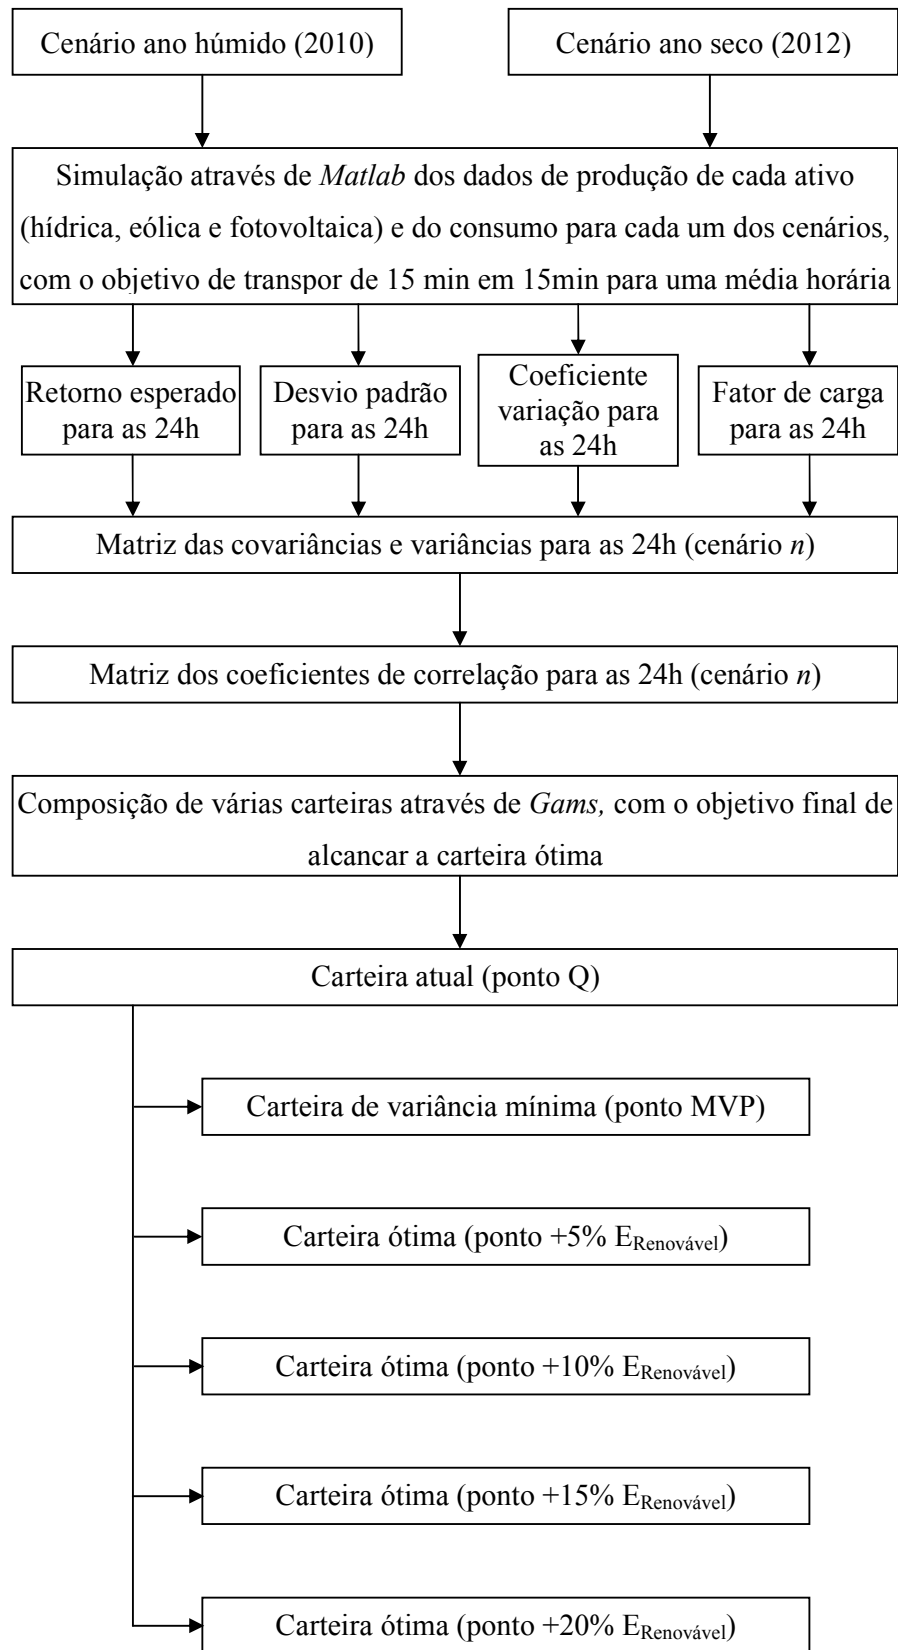 Cenário ano húmido (2010)
Cenário ano seco (2012)
Simulação através de Matlab dos dados de produção de cada ativo
(hídrica, eólica e fotovoltaica) e do consumo para cada um dos cenários,
com o objetivo de transpor de 15 min em 15min para uma média horária
Retorno esperado
para as 24h
Desvio padrão
para as 24h
Coeficiente
variação para
as 24h
Fator de carga
para as 24h
Matriz das covariâncias e variâncias para as 24h (cenário n)
Matriz dos coeficientes de correlação para as 24h (cenário n)
Composição de várias carteiras através de Gams, com o objetivo final de
alcançar a carteira ótima
Carteira atual (ponto Q)
Carteira de variância mínima (ponto MVP)
Carteira ótima (ponto +5% ERenovável)
Carteira ótima (ponto +10% ERenovável)
Carteira ótima (ponto +15% ERenovável)
Carteira ótima (ponto +20% ERenovável)